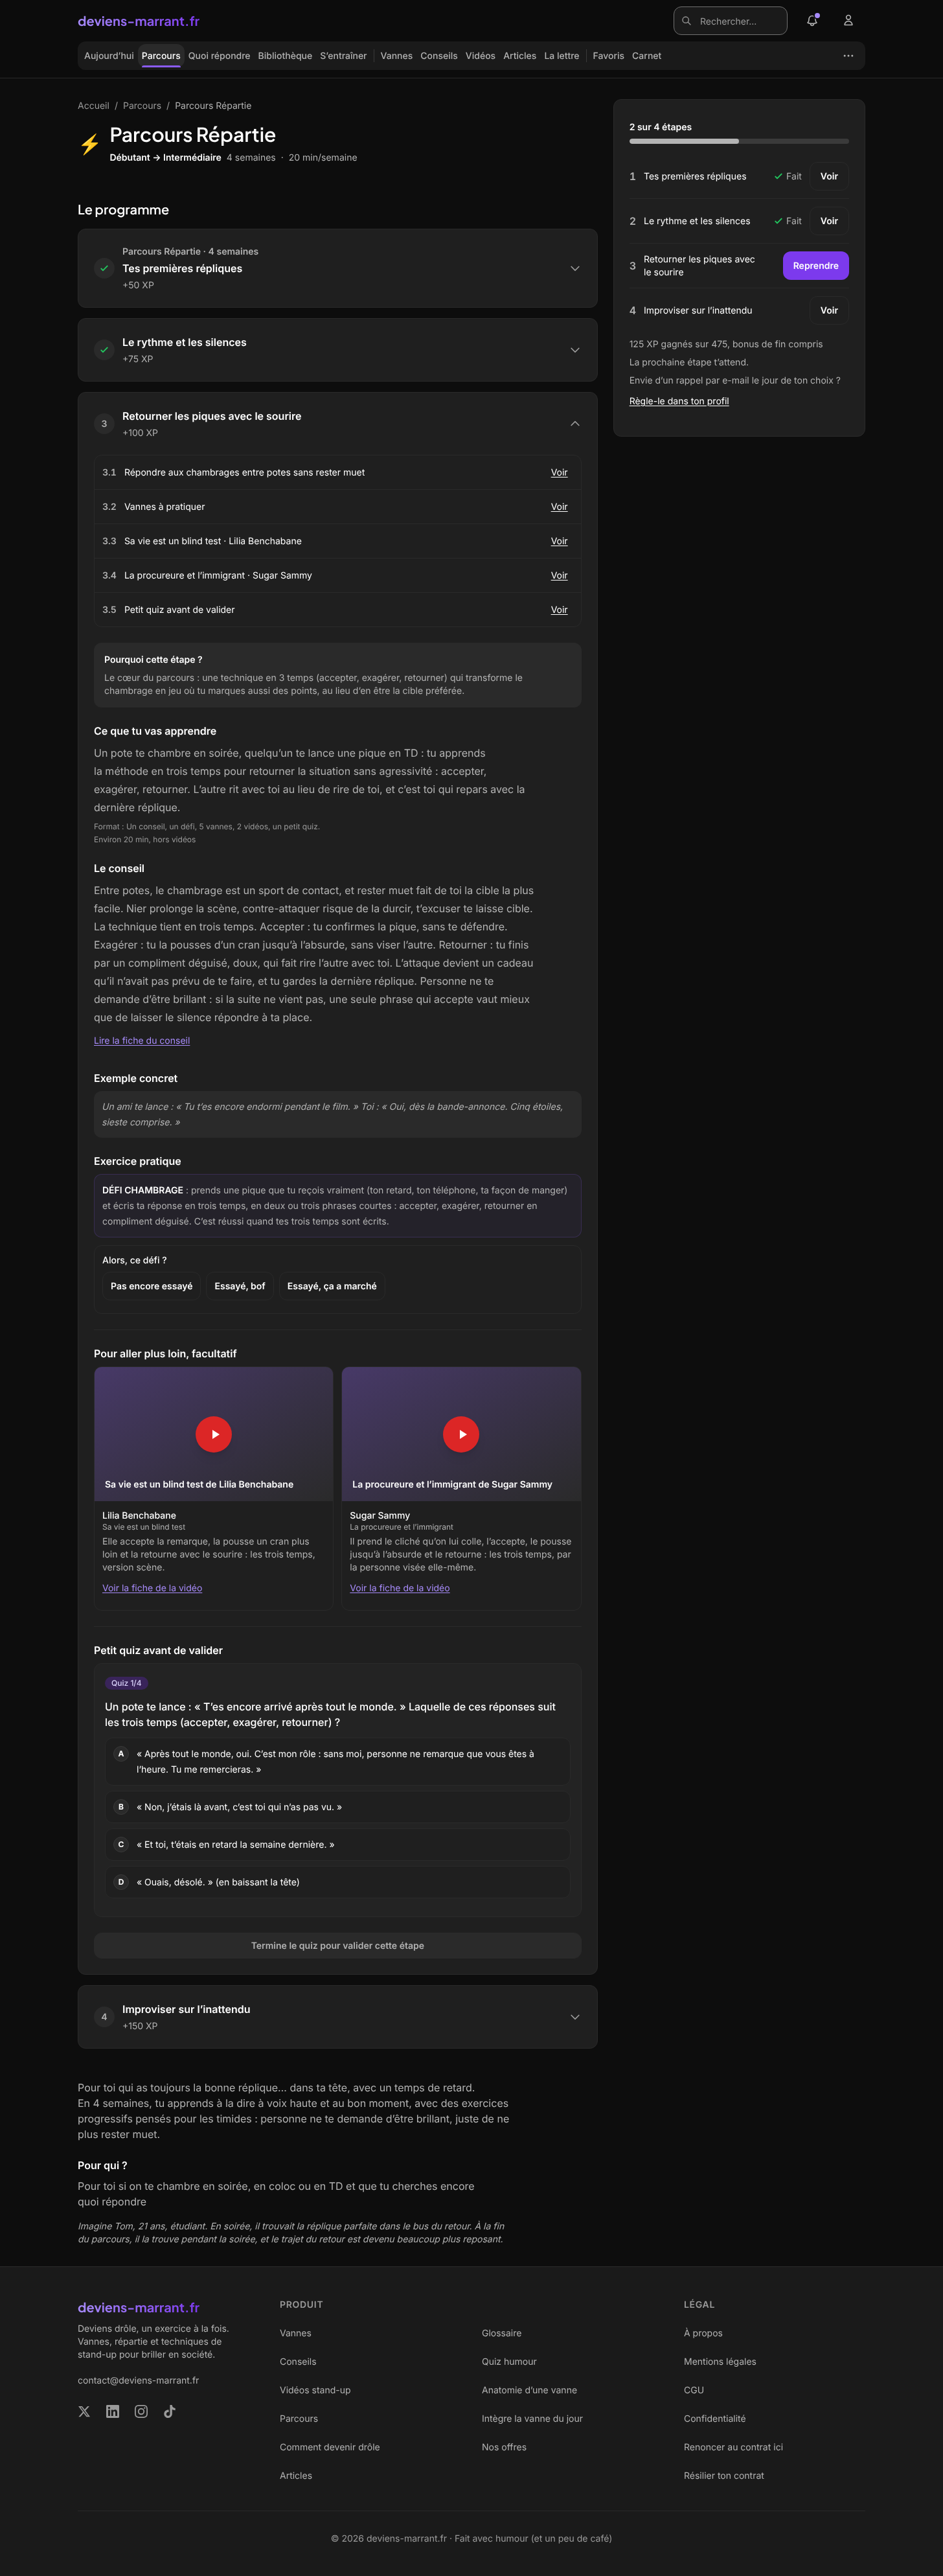 deviens-marrant.fr
Rechercher...
Aujourd’hui Parcours Quoi répondre Bibliothèque S’entraîner Vannes Conseils Vidéos Articles La lettre Favoris Carnet
Accueil / Parcours / Parcours Répartie
Parcours Répartie
Débutant → Intermédiaire 4 semaines · 20 min/semaine
Le programme
Parcours Répartie · 4 semaines
Tes premières répliques
+50 XP
Le rythme et les silences
+75 XP
3
Retourner les piques avec le sourire
+100 XP
3.1 Répondre aux chambrages entre potes sans rester muet Voir
3.2 Vannes à pratiquer Voir
3.3 Sa vie est un blind test · Lilia Benchabane Voir
3.4 La procureure et l’immigrant · Sugar Sammy Voir
3.5 Petit quiz avant de valider Voir
Pourquoi cette étape ?
Le cœur du parcours : une technique en 3 temps (accepter, exagérer, retourner) qui transforme le
chambrage en jeu où tu marques aussi des points, au lieu d’en être la cible préférée.
Ce que tu vas apprendre
Un pote te chambre en soirée, quelqu’un te lance une pique en TD : tu apprends
la méthode en trois temps pour retourner la situation sans agressivité : accepter,
exagérer, retourner. L’autre rit avec toi au lieu de rire de toi, et c’est toi qui repars avec la
dernière réplique.
Format : Un conseil, un défi, 5 vannes, 2 vidéos, un petit quiz.
Environ 20 min, hors vidéos
Le conseil
Entre potes, le chambrage est un sport de contact, et rester muet fait de toi la cible la plus
facile. Nier prolonge la scène, contre-attaquer risque de la durcir, t’excuser te laisse cible.
La technique tient en trois temps. Accepter : tu confirmes la pique, sans te défendre.
Exagérer : tu la pousses d’un cran jusqu’à l’absurde, sans viser l’autre. Retourner : tu finis
par un compliment déguisé, doux, qui fait rire l’autre avec toi. L’attaque devient un cadeau
qu’il n’avait pas prévu de te faire, et tu gardes la dernière réplique. Personne ne te
demande d’être brillant : si la suite ne vient pas, une seule phrase qui accepte vaut mieux
que de laisser le silence répondre à ta place.
Lire la fiche du conseil
Exemple concret
Un ami te lance : « Tu t’es encore endormi pendant le film. » Toi : « Oui, dès la bande-annonce. Cinq étoiles,
sieste comprise. »
Exercice pratique
DÉFI CHAMBRAGE : prends une pique que tu reçois vraiment (ton retard, ton téléphone, ta façon de manger)
et écris ta réponse en trois temps, en deux ou trois phrases courtes : accepter, exagérer, retourner en
compliment déguisé. C’est réussi quand tes trois temps sont écrits.
Alors, ce défi ?
Pas encore essayé Essayé, bof Essayé, ça a marché
Pour aller plus loin, facultatif
Sa vie est un blind test de Lilia Benchabane
Lilia Benchabane
Sa vie est un blind test
Elle accepte la remarque, la pousse un cran plus
loin et la retourne avec le sourire : les trois temps,
version scène.
Voir la fiche de la vidéo
La procureure et l’immigrant de Sugar Sammy
Sugar Sammy
La procureure et l’immigrant
Il prend le cliché qu’on lui colle, l’accepte, le pousse
jusqu’à l’absurde et le retourne : les trois temps, par
la personne visée elle-même.
Voir la fiche de la vidéo
Petit quiz avant de valider
Quiz 1/4
Un pote te lance : « T’es encore arrivé après tout le monde. » Laquelle de ces réponses suit
les trois temps (accepter, exagérer, retourner) ?
A « Après tout le monde, oui. C’est mon rôle : sans moi, personne ne remarque que vous êtes à
l’heure. Tu me remercieras. »
B « Non, j’étais là avant, c’est toi qui n’as pas vu. »
C « Et toi, t’étais en retard la semaine dernière. »
D « Ouais, désolé. » (en baissant la tête)
Termine le quiz pour valider cette étape
4
Improviser sur l’inattendu
+150 XP
Pour toi qui as toujours la bonne réplique... dans ta tête, avec un temps de retard.
En 4 semaines, tu apprends à la dire à voix haute et au bon moment, avec des exercices
progressifs pensés pour les timides : personne ne te demande d’être brillant, juste de ne
plus rester muet.
Pour qui ?
Pour toi si on te chambre en soirée, en coloc ou en TD et que tu cherches encore
quoi répondre
Imagine Tom, 21 ans, étudiant. En soirée, il trouvait la réplique parfaite dans le bus du retour. À la fin
du parcours, il la trouve pendant la soirée, et le trajet du retour est devenu beaucoup plus reposant.
2 sur 4 étapes
1 Tes premières répliques Fait Voir
2 Le rythme et les silences Fait Voir
3 Retourner les piques avec
le sourire Reprendre
4 Improviser sur l’inattendu Voir
125 XP gagnés sur 475, bonus de fin compris
La prochaine étape t’attend.
Envie d’un rappel par e-mail le jour de ton choix ?
Règle-le dans ton profil
deviens-marrant.fr
Deviens drôle, un exercice à la fois.
Vannes, répartie et techniques de
stand-up pour briller en société.
contact@deviens-marrant.fr
PRODUIT
Vannes
Conseils
Vidéos stand-up
Parcours
Comment devenir drôle
Articles
Glossaire
Quiz humour
Anatomie d’une vanne
Intègre la vanne du jour
Nos offres
LÉGAL
À propos
Mentions légales
CGU
Confidentialité
Renoncer au contrat ici
Résilier ton contrat
© 2026 deviens-marrant.fr · Fait avec humour (et un peu de café)